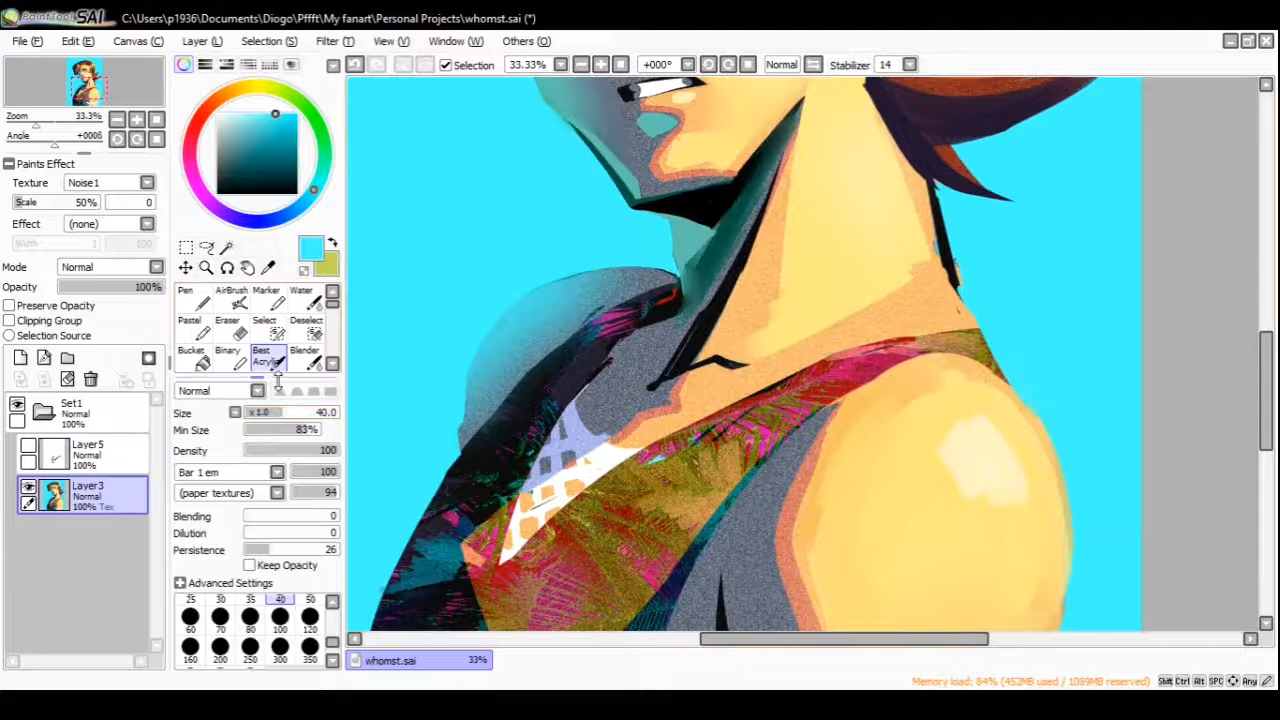 PaintTool SAI C:\Users\p1936\Documents\Diogo\Pffft\My fanart\Personal Projects\whomst.sai (*)
File (F) Edit (E) Canvas (C) Layer (L) Selection (S) Filter (T) View (V) Window (W) Others (O)
Selection 33.33% +000° Normal Stabilizer 14
Zoom 33.3%
Angle +000δ
Paints Effect
Texture Noise1
Scale 50% 0
Effect (none)
Width 1 100
Mode Normal
Opacity 100%
Preserve Opacity
Clipping Group
Selection Source
Set1
Normal
100%
Layer5
Normal
100%
Layer3
Normal
100% Tex
Pen AirBrush Marker Water
Pastel Eraser Select Deselect
Bucket Binary Best Acrylic Blender
Normal
Size x 1.0 40.0
Min Size 83%
Density 100
Bar 1 em 100
(paper textures) 94
Blending 0
Dilution 0
Persistence 26
Keep Opacity
Advanced Settings
25 30 35 40 50
60 70 80 100 120
160 200 250 300 350
whomst.sai 33%
Memory load: 84% (452MB used / 1089MB reserved) Shift Ctrl Alt SPC Any